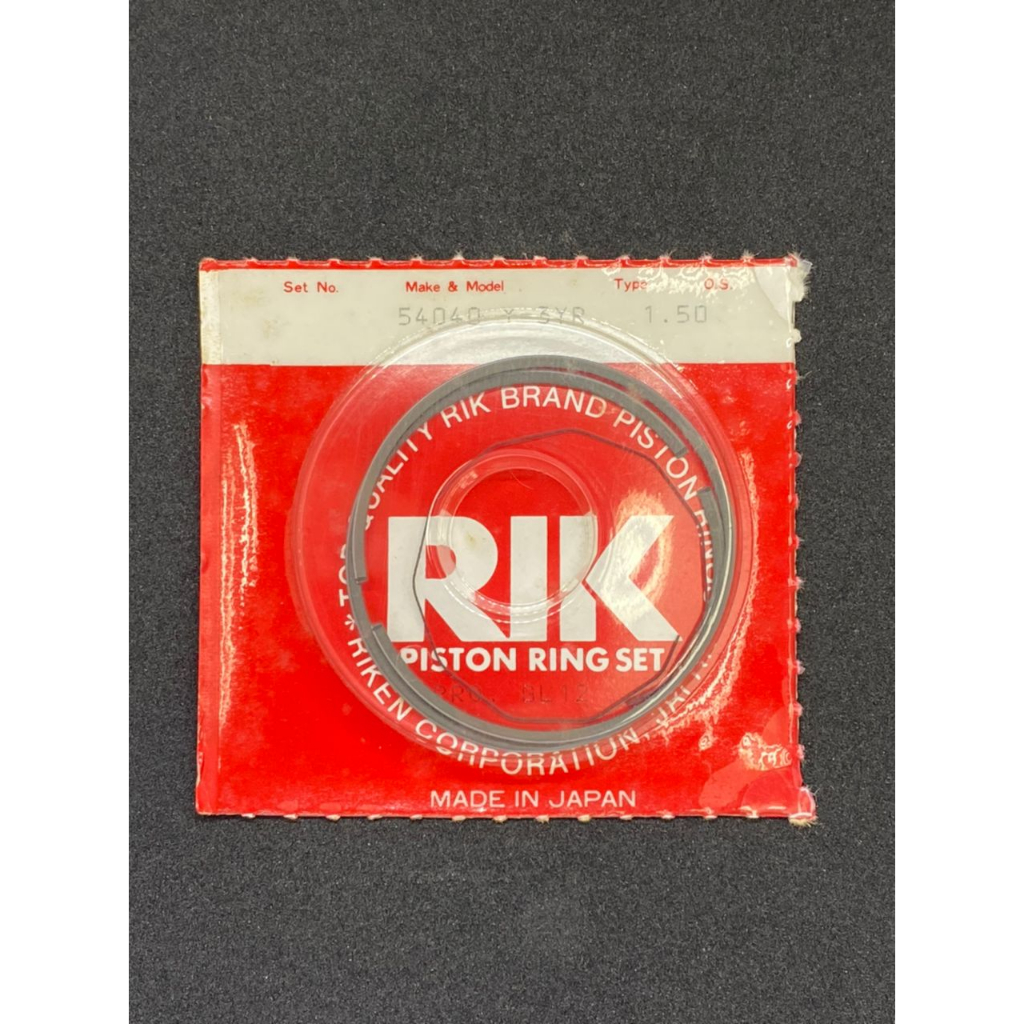 Set No. Make & Model Type O.S.
54040 Y 3YR 1.50
TOP QUALITY RIK BRAND PISTON RING
RIK
PISTON RING SET
* RIKEN CORPORATION, JAPAN
MADE IN JAPAN